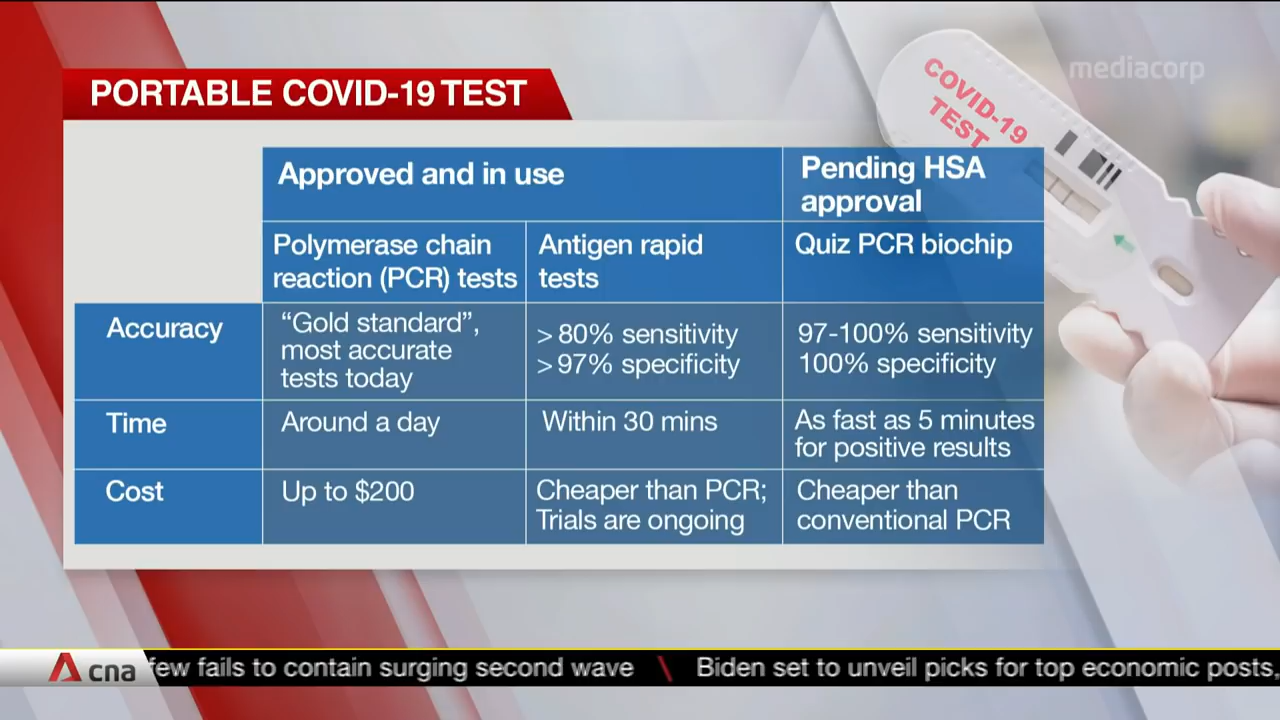 mediacorp
PORTABLE COVID-19 TEST
COVID-19
TEST
Approved and in use
Pending HSA
approval
Polymerase chain
reaction (PCR) tests
Antigen rapid
tests
Quiz PCR biochip
Accuracy
“Gold standard”,
most accurate
tests today
> 80% sensitivity
> 97% specificity
97-100% sensitivity
100% specificity
Time
Around a day
Within 30 mins
As fast as 5 minutes
for positive results
Cost
Up to $200
Cheaper than PCR;
Trials are ongoing
Cheaper than
conventional PCR
cna
few fails to contain surging second wave \ Biden set to unveil picks for top economic posts,